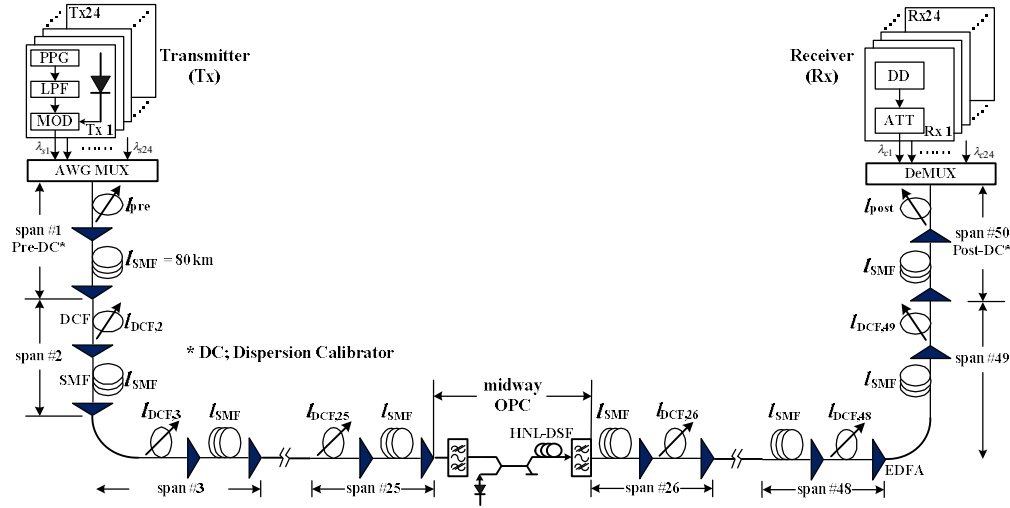 Tx24
PPG
LPF
MOD
Tx 1
Transmitter
(Tx)
λs1
......
λs24
AWG MUX
lpre
span #1
Pre-DC*
lSMF = 80 km
DCF
lDCF,2
span #2
SMF
lSMF
* DC; Dispersion Calibrator
lDCF,3
lSMF
span #3
lDCF,25
lSMF
span #25
midway
OPC
HNL-DSF
lSMF
lDCF,26
span #26
lSMF
lDCF,48
span #48
EDFA
Receiver
(Rx)
Rx24
DD
ATT
Rx 1
λc1
......
λc24
DeMUX
lpost
span #50
Post-DC*
lSMF
lDCF,49
span #49
lSMF